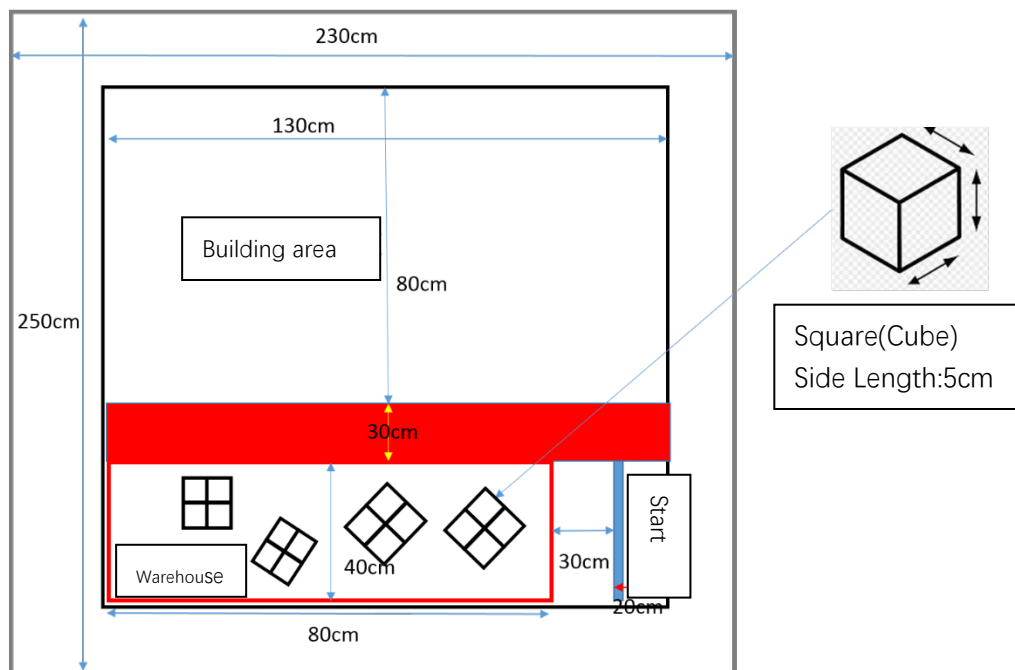 230cm
130cm
Building area
80cm
250cm
Square(Cube)
Side Length:5cm
30cm
Start
Warehouse
40cm
30cm
20cm
80cm